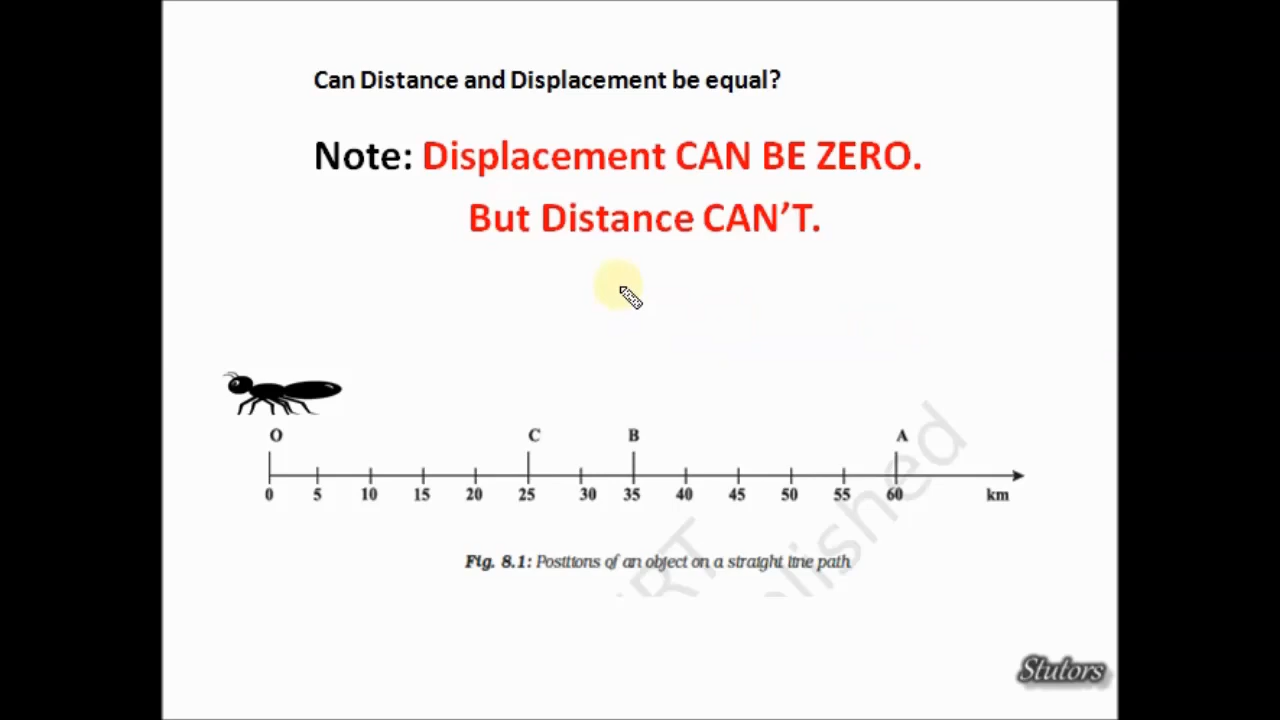 Can Distance and Displacement be equal?
Note: Displacement CAN BE ZERO.
But Distance CAN’T.
O C B A
0 5 10 15 20 25 30 35 40 45 50 55 60 km
Fig. 8.1: Positions of an object on a straight line path
Stutors